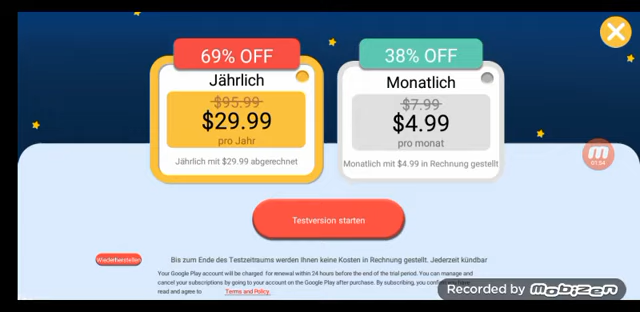 69% OFF
38% OFF
Jährlich
Monatlich
$95.99
$7.99
$29.99
$4.99
pro Jahr
pro monat
Jährlich mit $29.99 abgerechnet
Monatlich mit $4.99 in Rechnung gestellt
01:54
Testversion starten
Wiederherstellen
Bis zum Ende des Testzeitraums werden Ihnen keine Kosten in Rechnung gestellt. Jederzeit kündbar
Your Google Play account will be charged for renewal within 24 hours before the end of the trial period. You can manage and
cancel your subscriptions by going to your account on the Google Play after purchase. By subscribing, you
read and agree to Terms and Policy.
Recorded by mobizen